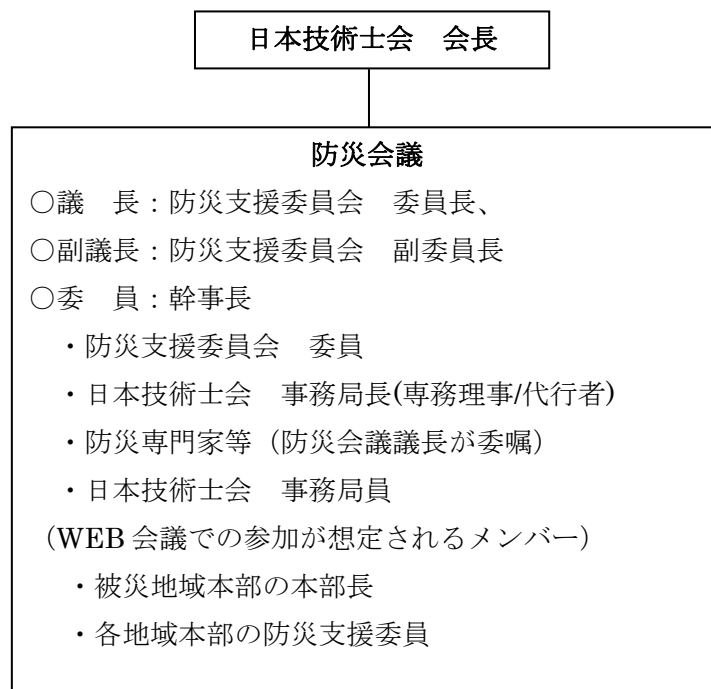 日本技術士会　会長
防災会議
○議　長：防災支援委員会　委員長、
○副議長：防災支援委員会　副委員長
○委　員：幹事長
・防災支援委員会　委員
・日本技術士会　事務局長(専務理事/代行者)
・防災専門家等（防災会議議長が委嘱）
・日本技術士会　事務局員
（WEB 会議での参加が想定されるメンバー）
・被災地域本部の本部長
・各地域本部の防災支援委員